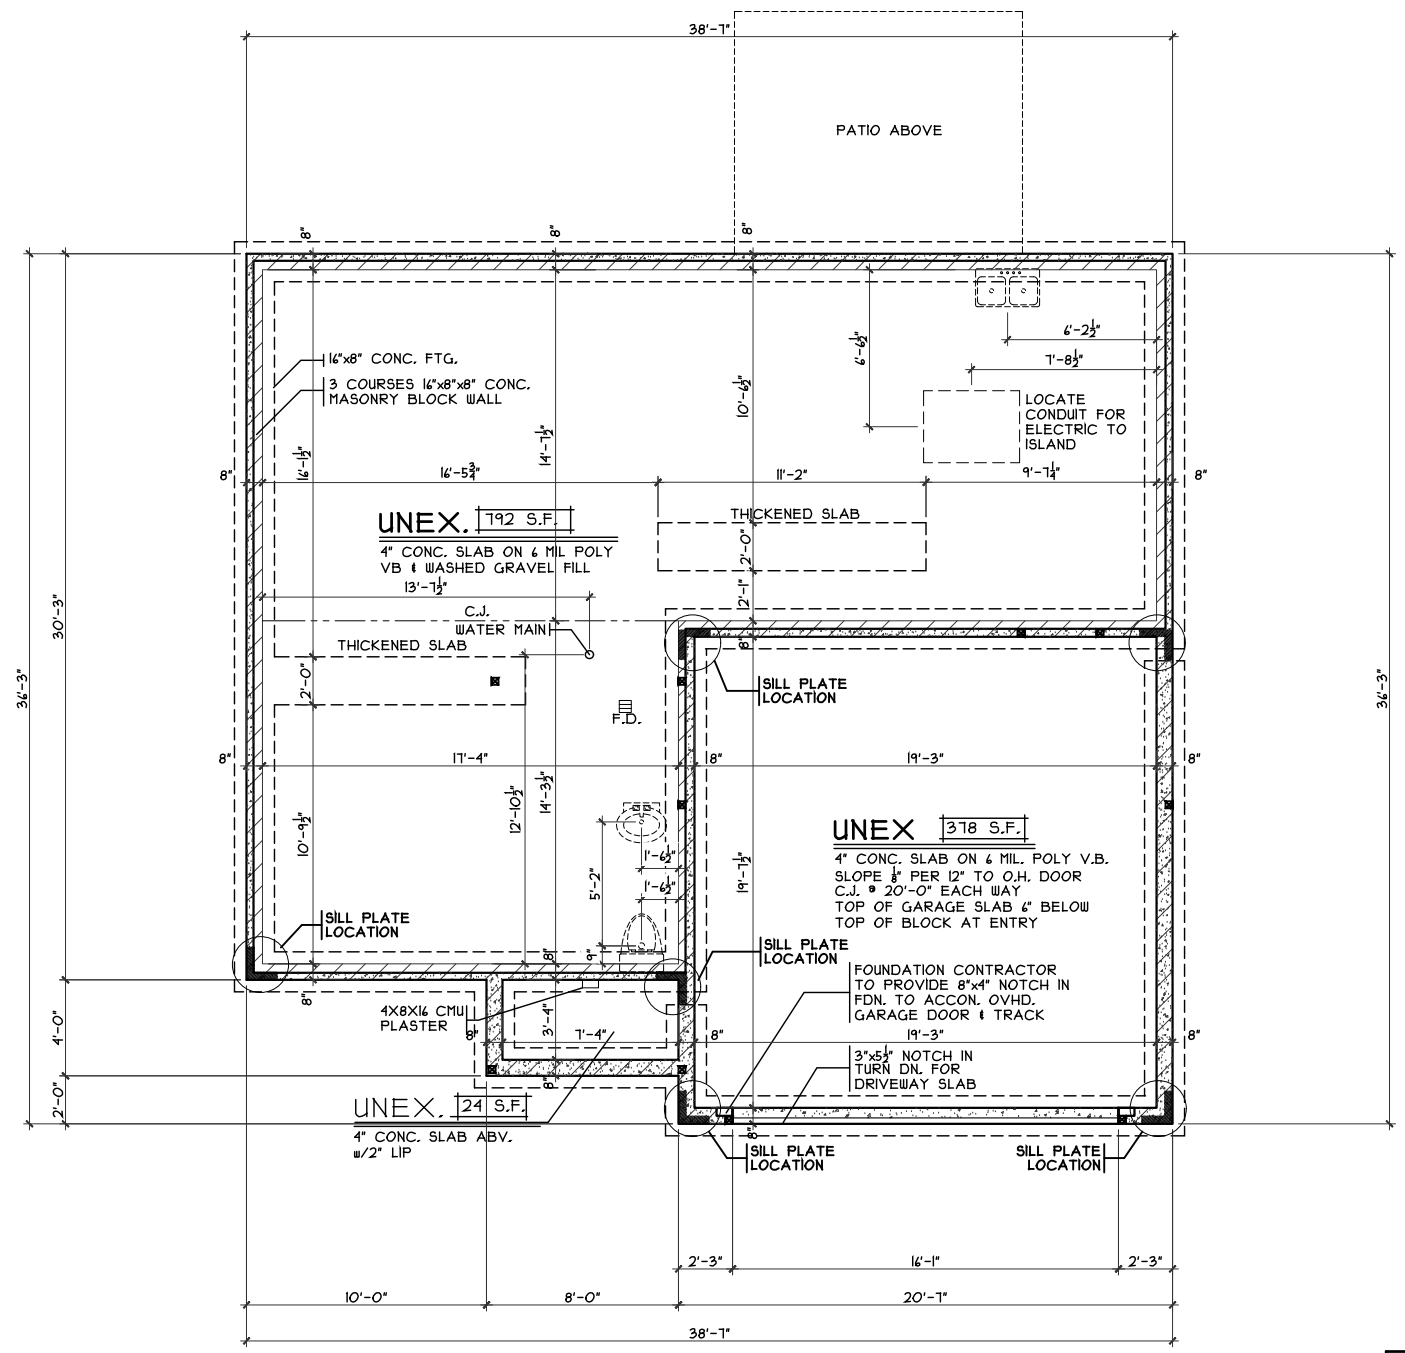 38'-7"
PATIO ABOVE
8"
8"
8"
16"x8" CONC. FTG.
3 COURSES 16"x8"x8" CONC.
MASONRY BLOCK WALL
6'-2½"
7'-8½"
6'-6½"
10'-6½"
LOCATE
CONDUIT FOR
ELECTRIC TO
ISLAND
14'-7½"
16'-1½"
8"
16'-5¾"
11'-2"
9'-7¼"
8"
UNEX. 792 S.F.
4" CONC. SLAB ON 6 MIL POLY
VB & WASHED GRAVEL FILL
THICKENED SLAB
2'-0"
2'-1"
13'-7½"
C.J.
WATER MAIN
THICKENED SLAB
2'-0"
8"
30'-3"
36'-3"
36'-3"
SILL PLATE
LOCATION
F.D.
8"
17'-4"
8"
19'-3"
8"
12'-10½"
14'-3½"
10'-9½"
19'-7½"
1'-6½"
1'-6½"
5'-2"
9"
UNEX 378 S.F.
4" CONC. SLAB ON 6 MIL. POLY V.B.
SLOPE ⅛" PER 12" TO O.H. DOOR
C.J. @ 20'-0" EACH WAY
TOP OF GARAGE SLAB 6" BELOW
TOP OF BLOCK AT ENTRY
SILL PLATE
LOCATION
SILL PLATE
LOCATION
8"
8"
FOUNDATION CONTRACTOR
TO PROVIDE 8"x4" NOTCH IN
FDN. TO ACCON. OVHD.
GARAGE DOOR & TRACK
4X8X16 CMU
PLASTER
3'-4"
8"
7'-4"
8"
19'-3"
8"
4'-0"
3"x5½" NOTCH IN
TURN DN. FOR
DRIVEWAY SLAB
8"
2'-0"
UNEX. 24 S.F.
4" CONC. SLAB ABV.
w/2" LIP
8"
SILL PLATE
LOCATION
SILL PLATE
LOCATION
2'-3"
16'-1"
2'-3"
10'-0"
8'-0"
20'-7"
38'-7"